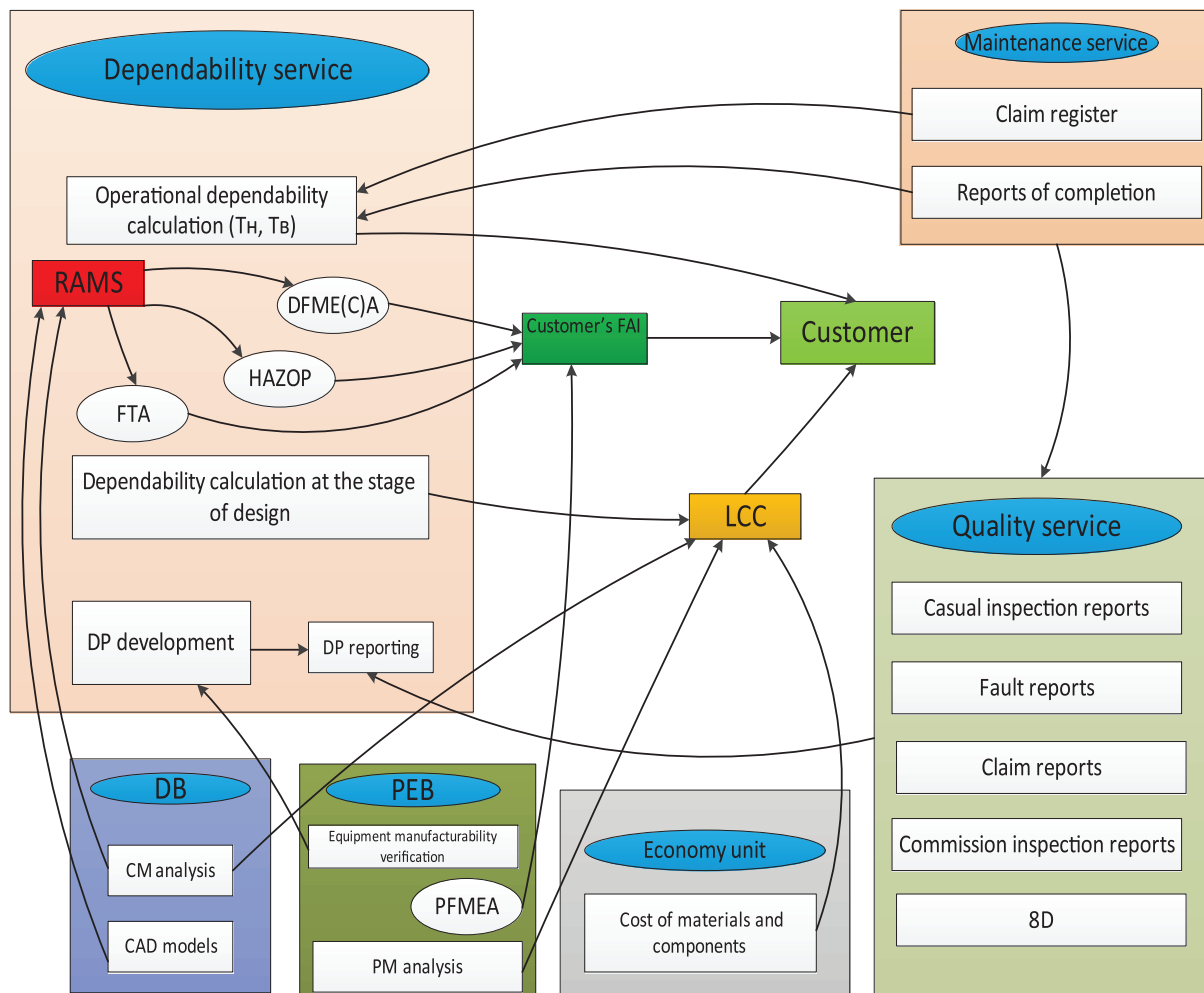 Dependability service
Operational dependability
calculation (TH, TB)
RAMS
DFME(C)A
HAZOP
FTA
Dependability calculation at the stage
of design
DP development
DP reporting
Customer's FAI
Customer
LCC
Maintenance service
Claim register
Reports of completion
Quality service
Casual inspection reports
Fault reports
Claim reports
Commission inspection reports
8D
DB
CM analysis
CAD models
PEB
Equipment manufacturability
verification
PFMEA
PM analysis
Economy unit
Cost of materials and
components